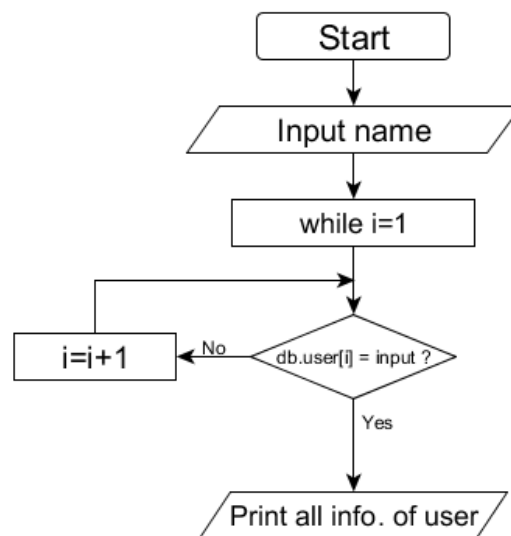 Start
Input name
while i=1
i=i+1
No
db.user[i] = input ?
Yes
Print all info. of user